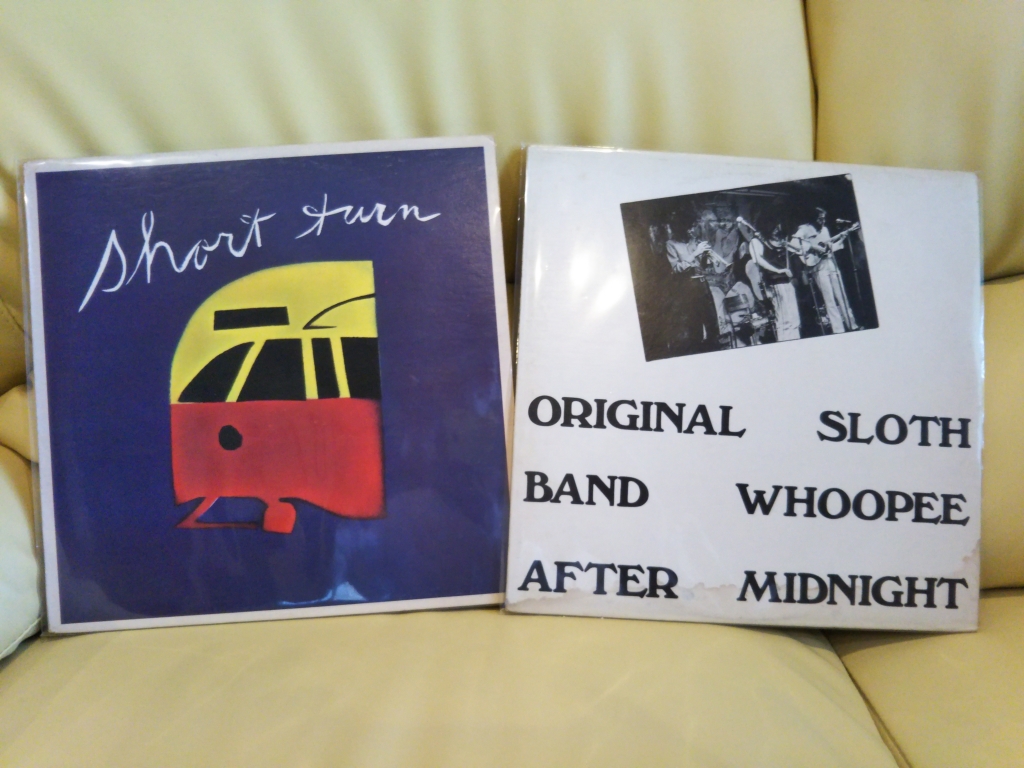 short turn
ORIGINAL SLOTH
BAND WHOOPEE
AFTER MIDNIGHT